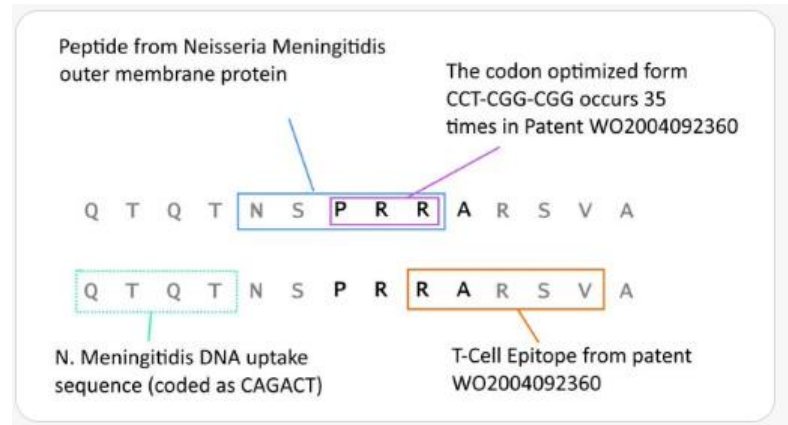 Peptide from Neisseria Meningitidis
outer membrane protein
The codon optimized form
CCT-CGG-CGG occurs 35
times in Patent WO2004092360
Q T Q T N S P R R A R S V A
Q T Q T N S P R R A R S V A
N. Meningitidis DNA uptake
sequence (coded as CAGACT)
T-Cell Epitope from patent
WO2004092360